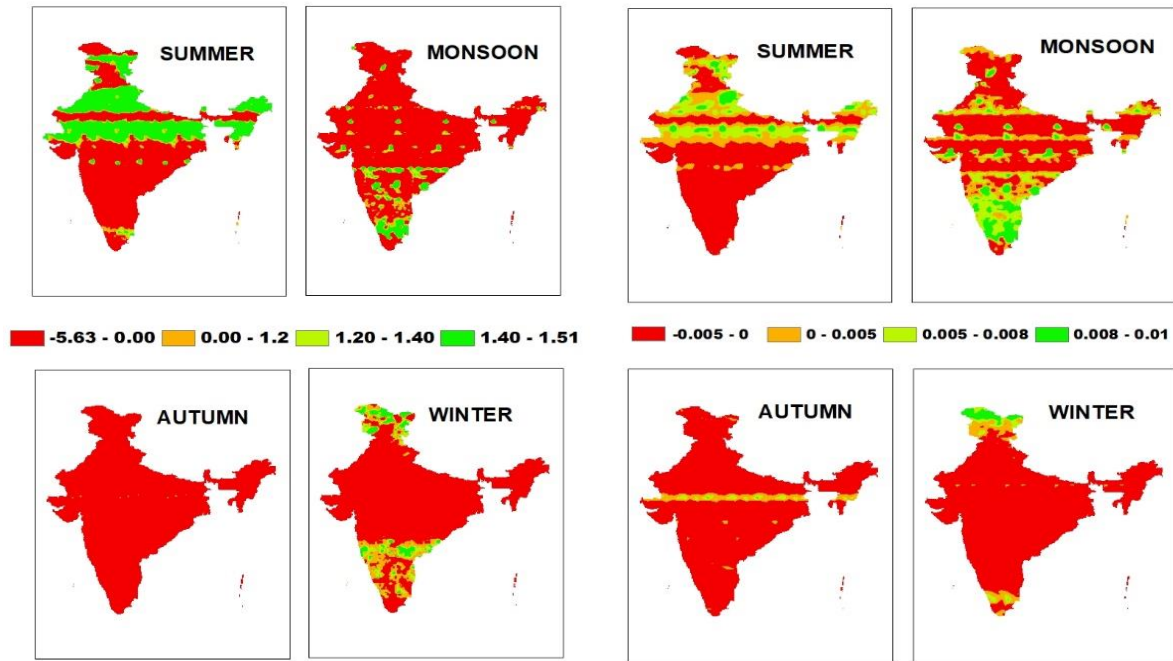 SUMMER
MONSOON
SUMMER
MONSOON
-5.63 - 0.00 0.00 - 1.2 1.20 - 1.40 1.40 - 1.51
-0.005 - 0 0 - 0.005 0.005 - 0.008 0.008 - 0.01
AUTUMN
WINTER
AUTUMN
WINTER